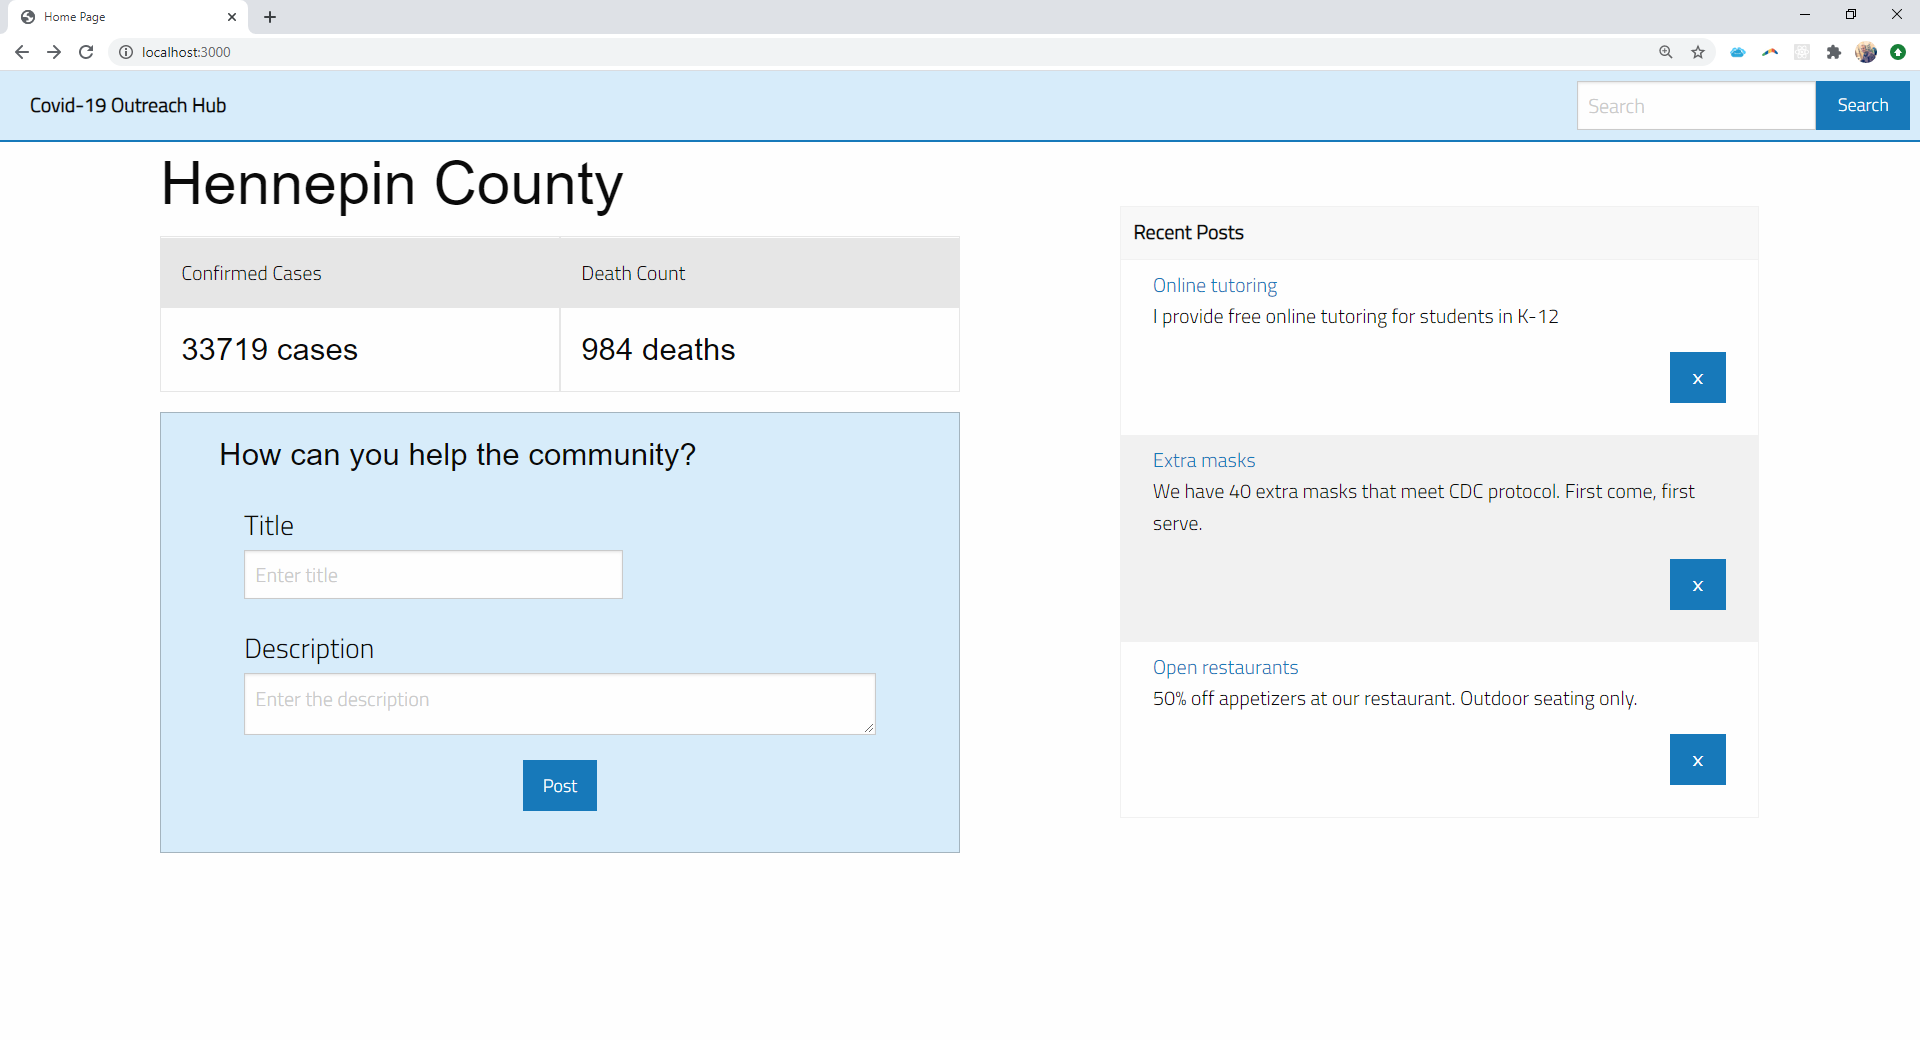 Home Page
localhost:3000
Covid-19 Outreach Hub
Search
Search
Hennepin County
Confirmed Cases
Death Count
33719 cases
984 deaths
How can you help the community?
Title
Enter title
Description
Enter the description
Post
Recent Posts
Online tutoring
I provide free online tutoring for students in K-12
x
Extra masks
We have 40 extra masks that meet CDC protocol. First come, first
serve.
x
Open restaurants
50% off appetizers at our restaurant. Outdoor seating only.
x